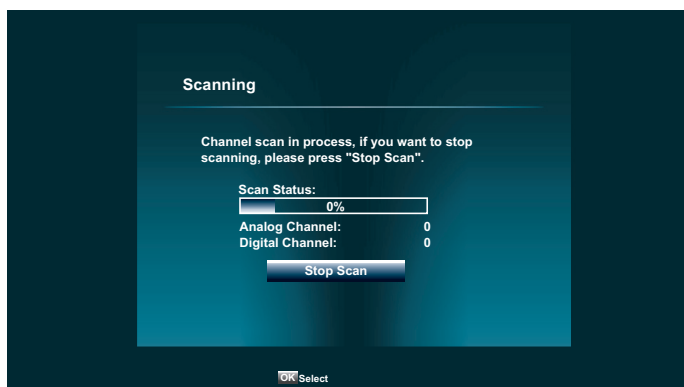 Scanning
Channel scan in process, if you want to stop
scanning, please press "Stop Scan".
Scan Status:
0%
Analog Channel: 0
Digital Channel: 0
Stop Scan
OK Select